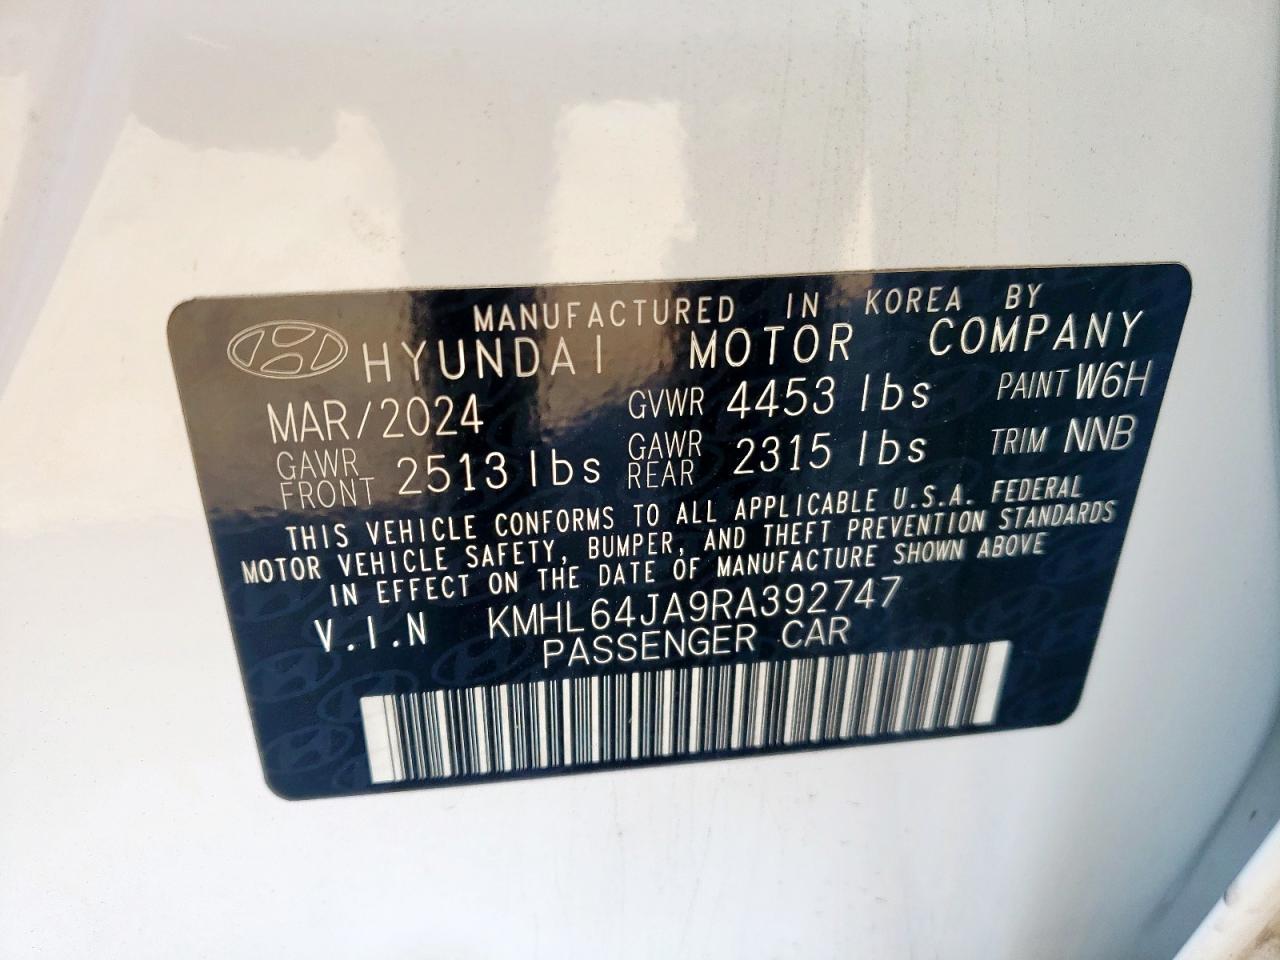 MANUFACTURED IN KOREA BY
HYUNDAI MOTOR COMPANY
MAR/2024 GVWR 4453 lbs PAINT W6H
GAWR FRONT 2513 lbs GAWR REAR 2315 lbs TRIM NNB
THIS VEHICLE CONFORMS TO ALL APPLICABLE U.S.A. FEDERAL
MOTOR VEHICLE SAFETY, BUMPER, AND THEFT PREVENTION STANDARDS
IN EFFECT ON THE DATE OF MANUFACTURE SHOWN ABOVE
V.I.N KMHL64JA9RA392747
PASSENGER CAR